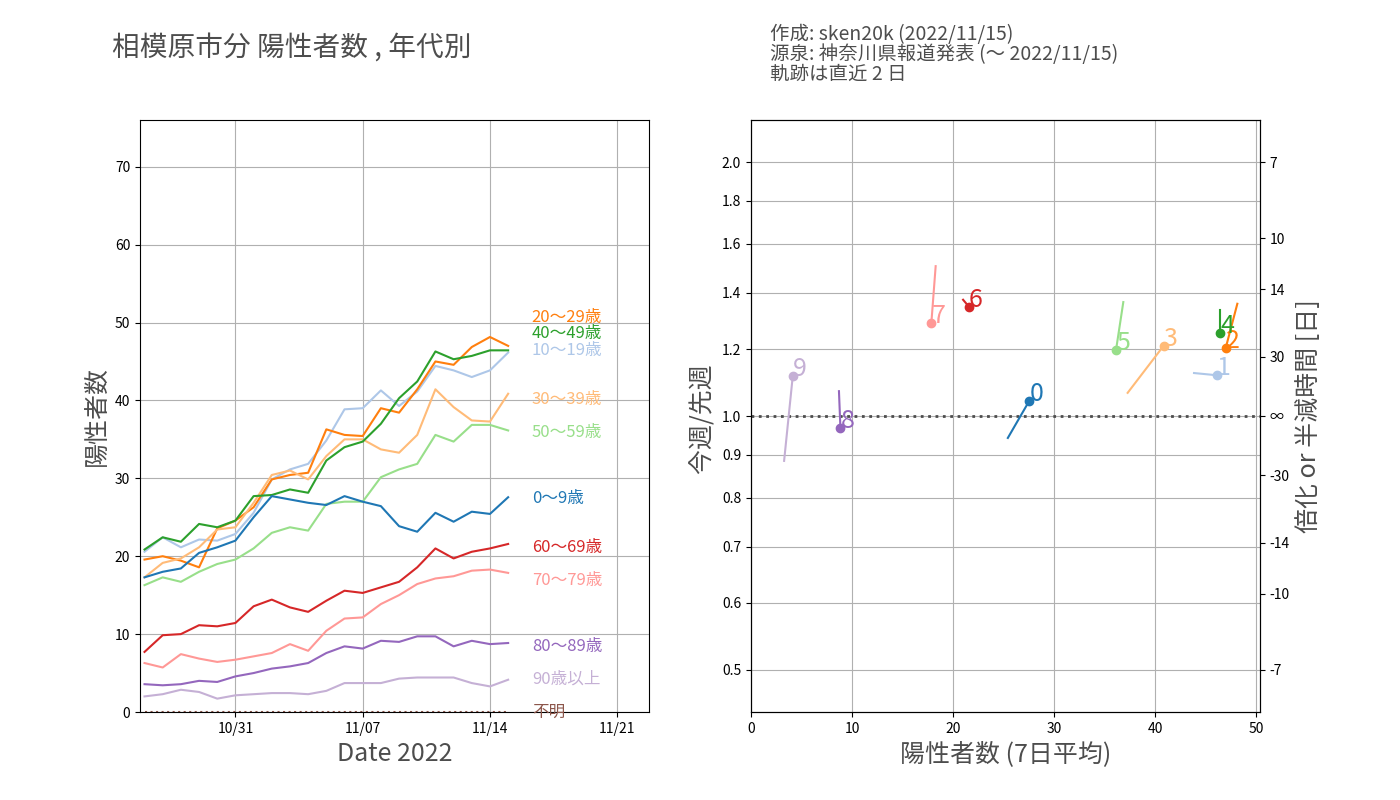 相模原市分 陽性者数 , 年代別
作成: sken20k (2022/11/15)
源泉: 神奈川県報道発表 (〜 2022/11/15)
軌跡は直近 2 日
陽性者数
70
60
50
40
30
20
10
0
20〜29歳
40〜49歳
10〜19歳
30〜39歳
50〜59歳
0〜9歳
60〜69歳
70〜79歳
80〜89歳
90歳以上
不明
10/31
11/07
11/14
11/21
Date 2022
今週/先週
2.0
1.8
1.6
1.4
1.2
1.0
0.9
0.8
0.7
0.6
0.5
7
6
4
2
3
5
1
9
0
8
7
10
14
30
∞
-30
-14
-10
-7
倍化 or 半減時間 [日]
0
10
20
30
40
50
陽性者数 (7日平均)